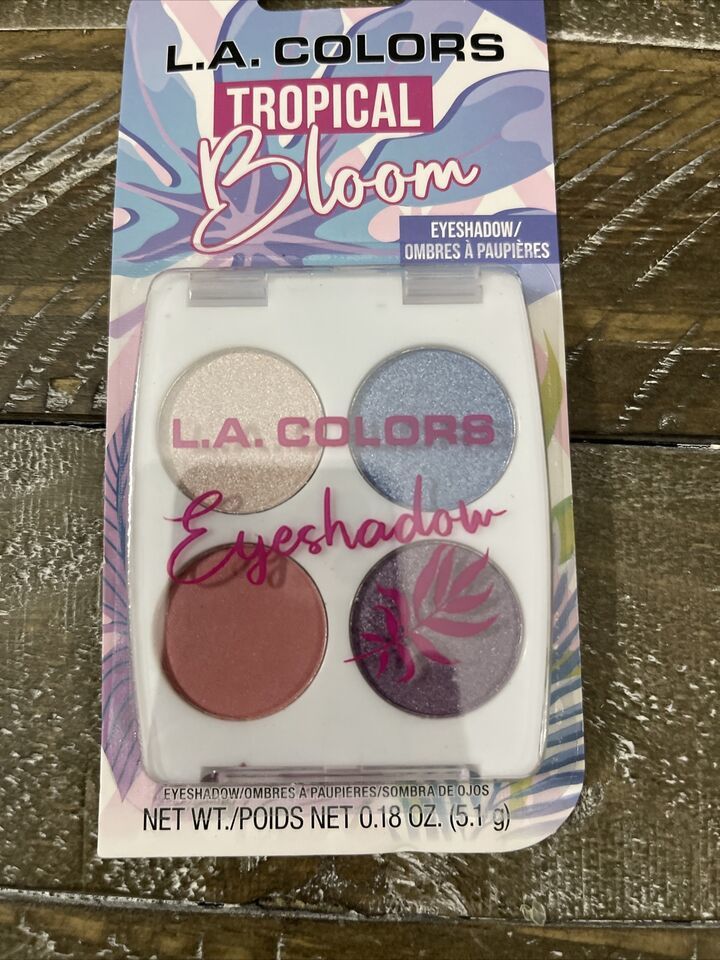 L.A. COLORS
TROPICAL
Bloom
EYESHADOW/
OMBRES À PAUPIÈRES
L.A. COLORS
Eyeshadow
EYESHADOW/OMBRES À PAUPIERES/SOMBRA DE OJOS
NET WT./POIDS NET 0.18 OZ. (5.1 g)